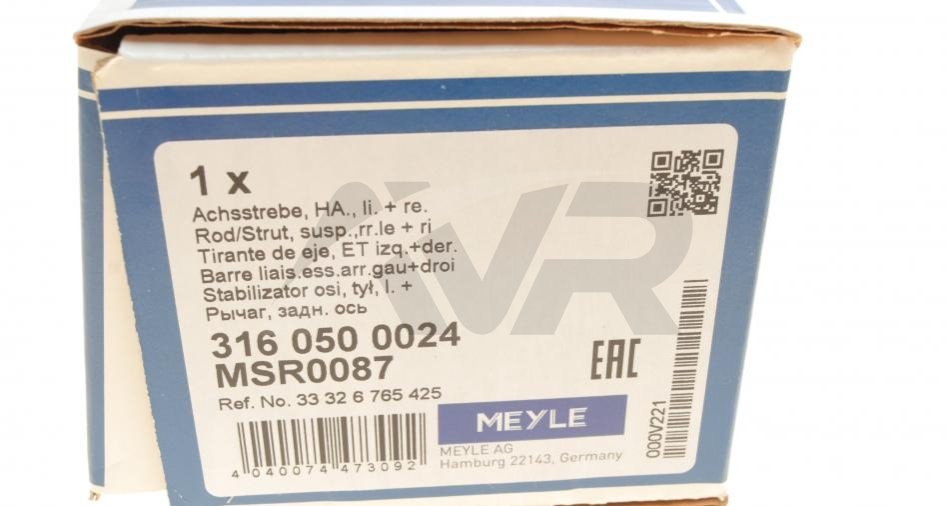 1 x
Achsstrebe, HA., li. + re.
Rod/Strut, susp.,rr.le + ri
Tirante de eje, ET izq.+der.
Barre liais.ess.arr.gau+droi
Stabilizator osi, tył, l. +
Рычаг, задн. ось
316 050 0024
MSR0087
Ref. No. 33 32 6 765 425
4 040074 473092
MEYLE
MEYLE AG
Hamburg 22143, Germany
EAC
000V221
VR